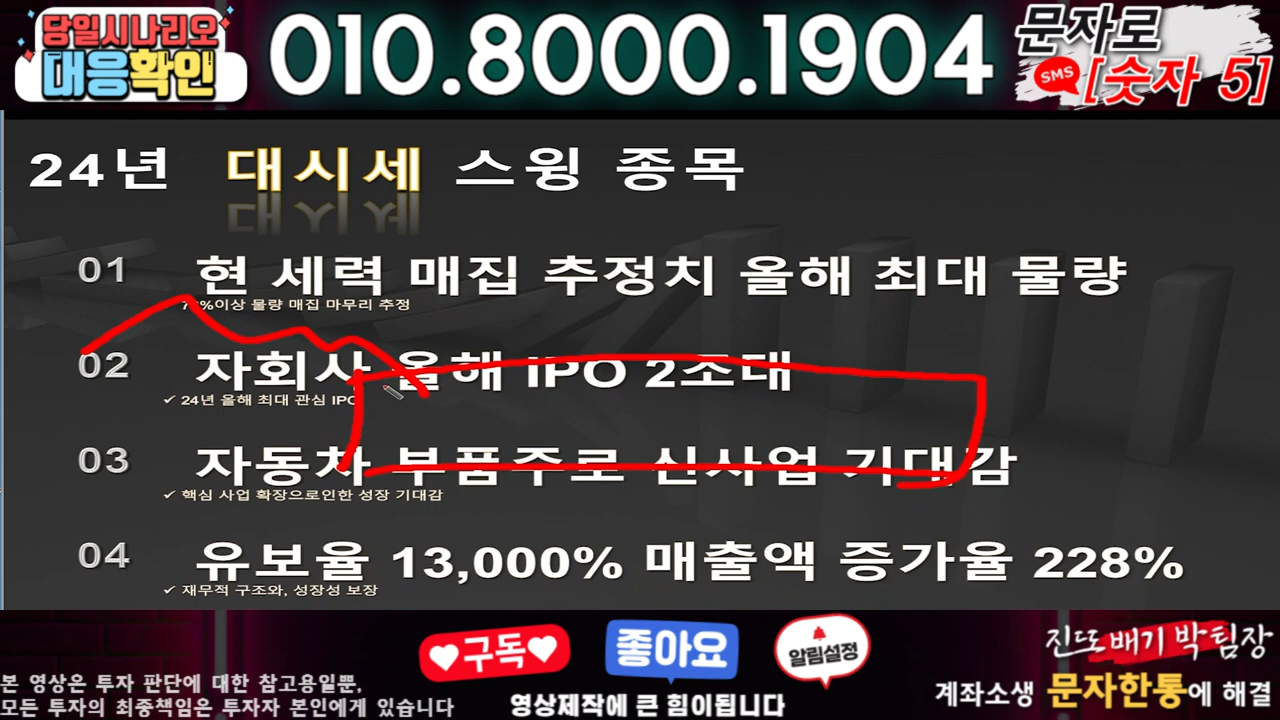 당일시나리오
대응확인
010.8000.1904
문자로
SMS
[숫자 5]
24년 대시세 스윙 종목
01 현 세력 매집 추정치 올해 최대 물량
%이상 물량 매집 마무리 추정
02 자회사 올해 IPO 2조대
✓ 24년 올해 최대 관심 IPO
03 자동차 부품주로 신사업 기대감
✓ 핵심 사업 확장으로인한 성장 기대감
04 유보율 13,000% 매출액 증가율 228%
✓ 재무적 구조와, 성장성 보장
구독
좋아요
알림설정
영상제작에 큰 힘이됩니다
본 영상은 투자 판단에 대한 참고용일뿐,
모든 투자의 최종책임은 투자자 본인에게 있습니다
진또배기 박팀장
계좌소생 문자한통에 해결